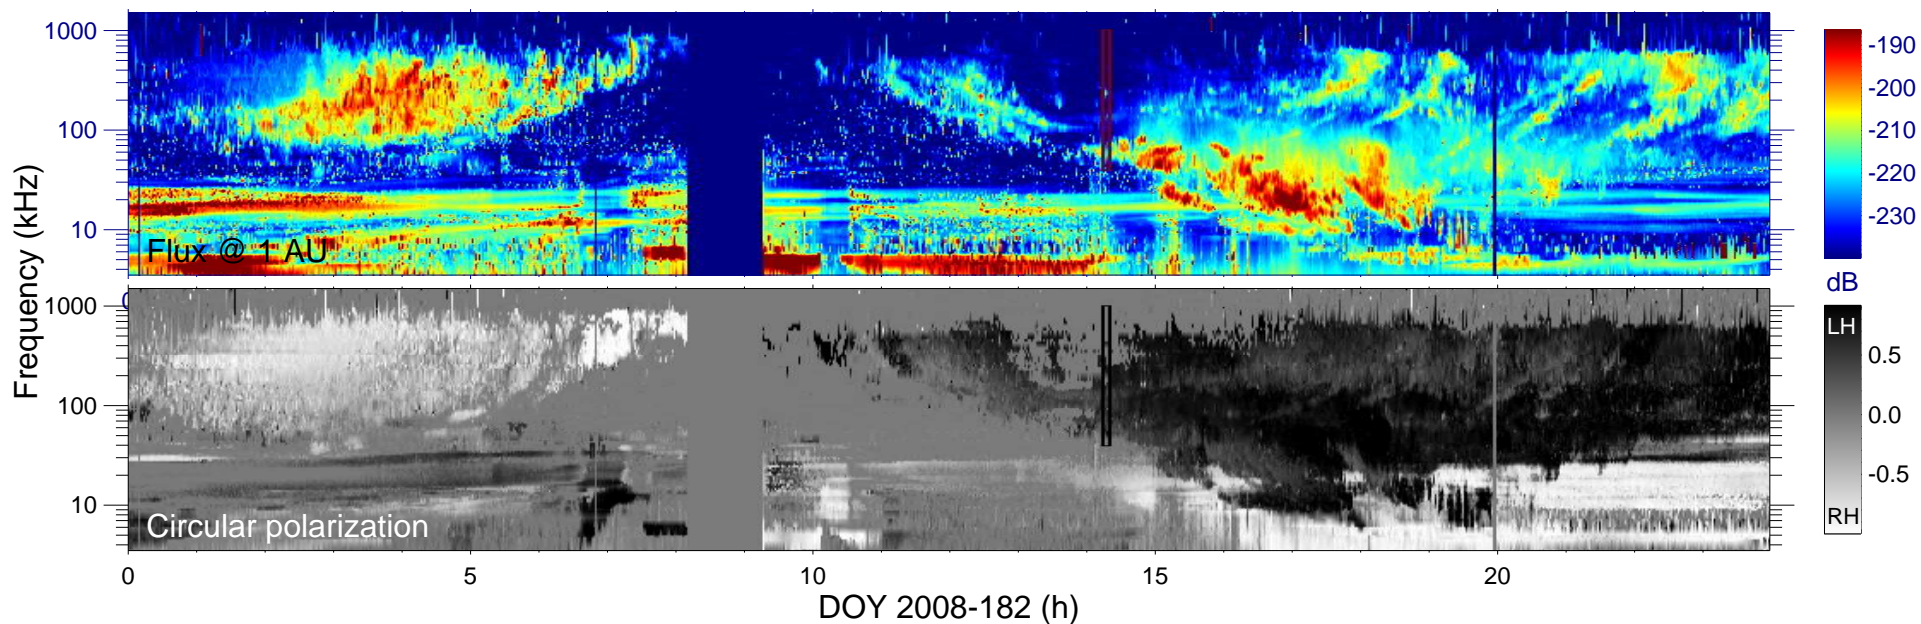 1000
100
10
Flux @ 1 AU
-190
-200
-210
-220
-230
dB
0
Frequency (kHz)
1000
100
10
Circular polarization
LH
0.5
0.0
-0.5
RH
0 5 10 15 20
DOY 2008-182 (h)